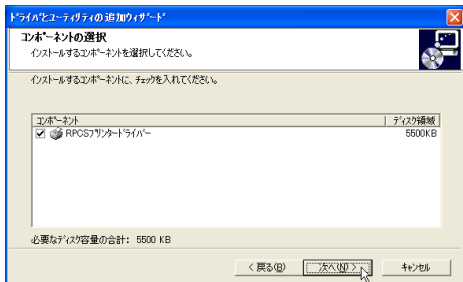 ドライバとユーティリティの追加ウィザード
コンポーネントの選択
インストールするコンポーネントを選択してください。
インストールするコンポーネントに、チェックを入れてください。
コンポーネント ディスク領域
RPCSプリンタードライバー 5500KB
必要なディスク容量の合計： 5500 KB
< 戻る(B) 次へ(N) > キャンセル